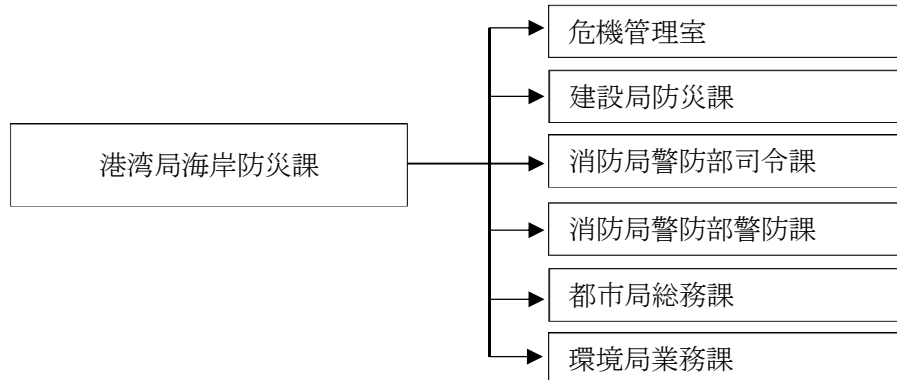 港湾局海岸防災課
危機管理室
建設局防災課
消防局警防部司令課
消防局警防部警防課
都市局総務課
環境局業務課